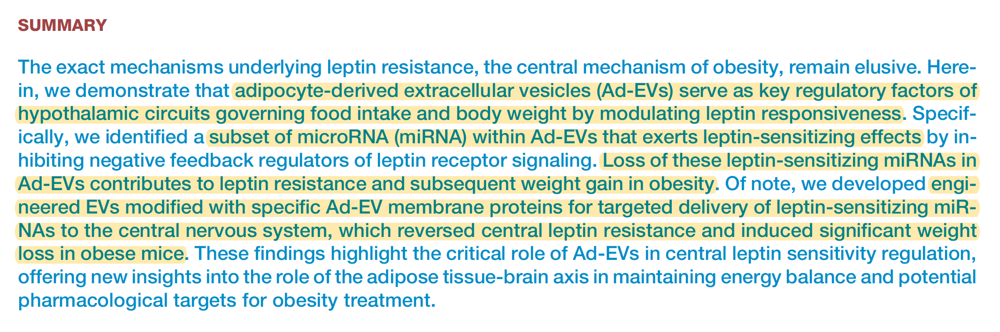 SUMMARY
The exact mechanisms underlying leptin resistance, the central mechanism of obesity, remain elusive. Here-
in, we demonstrate that adipocyte-derived extracellular vesicles (Ad-EVs) serve as key regulatory factors of
hypothalamic circuits governing food intake and body weight by modulating leptin responsiveness. Specif-
ically, we identified a subset of microRNA (miRNA) within Ad-EVs that exerts leptin-sensitizing effects by in-
hibiting negative feedback regulators of leptin receptor signaling. Loss of these leptin-sensitizing miRNAs in
Ad-EVs contributes to leptin resistance and subsequent weight gain in obesity. Of note, we developed engi-
neered EVs modified with specific Ad-EV membrane proteins for targeted delivery of leptin-sensitizing miR-
NAs to the central nervous system, which reversed central leptin resistance and induced significant weight
loss in obese mice. These findings highlight the critical role of Ad-EVs in central leptin sensitivity regulation,
offering new insights into the role of the adipose tissue-brain axis in maintaining energy balance and potential
pharmacological targets for obesity treatment.